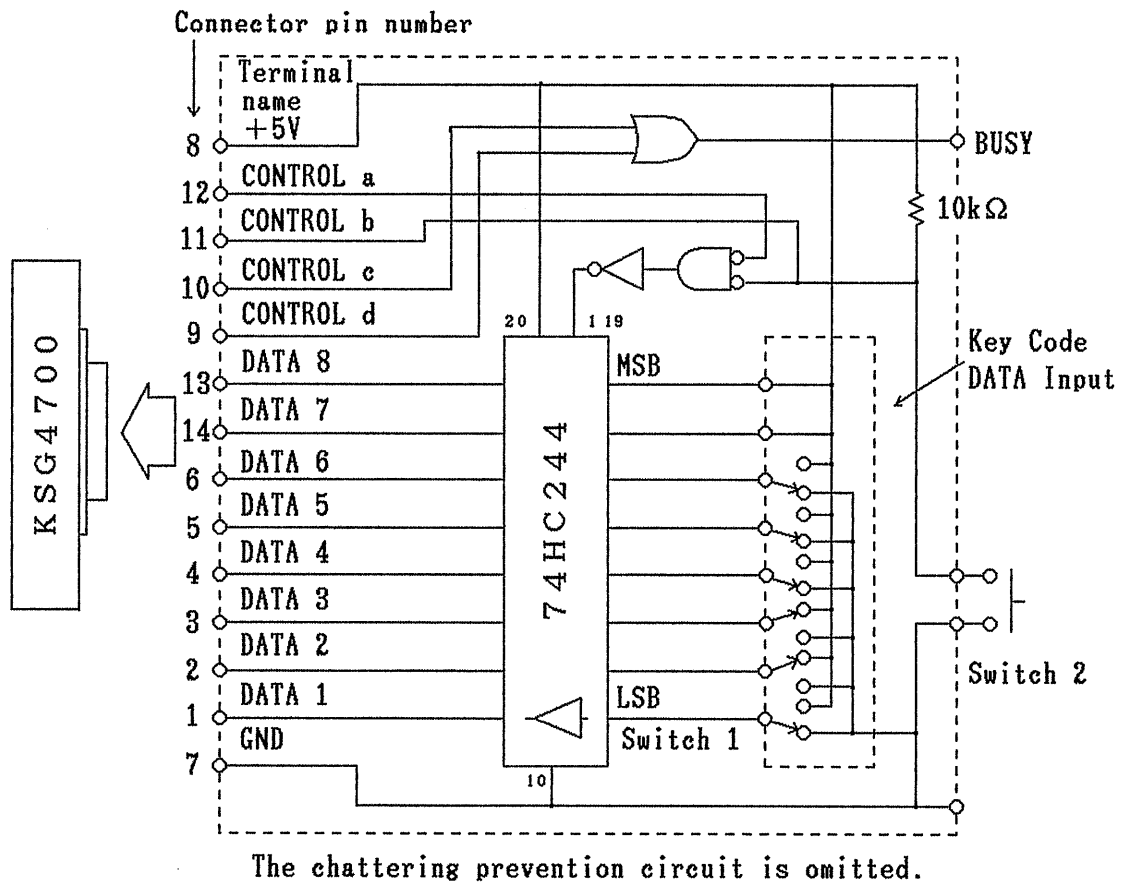 Connector pin number
Terminal
name
+5V
8
BUSY
CONTROL a
12
10kΩ
CONTROL b
11
CONTROL c
10
CONTROL d
9
20
1 19
Key Code
DATA Input
DATA 8
13
MSB
DATA 7
14
DATA 6
6
DATA 5
5
DATA 4
4
DATA 3
3
DATA 2
2
DATA 1
1
LSB
Switch 1
Switch 2
GND
7
10
KSG4700
74HC244
The chattering prevention circuit is omitted.